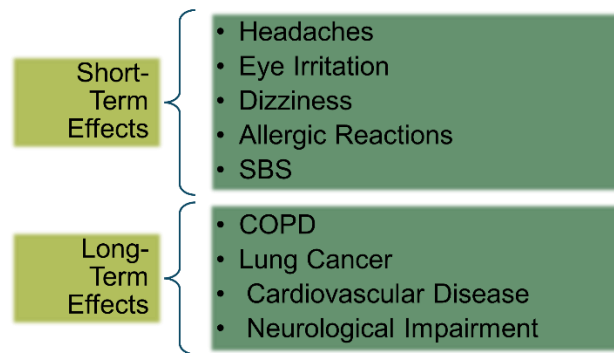 Short-
Term
Effects
• Headaches
• Eye Irritation
• Dizziness
• Allergic Reactions
• SBS
Long-
Term
Effects
• COPD
• Lung Cancer
• Cardiovascular Disease
• Neurological Impairment